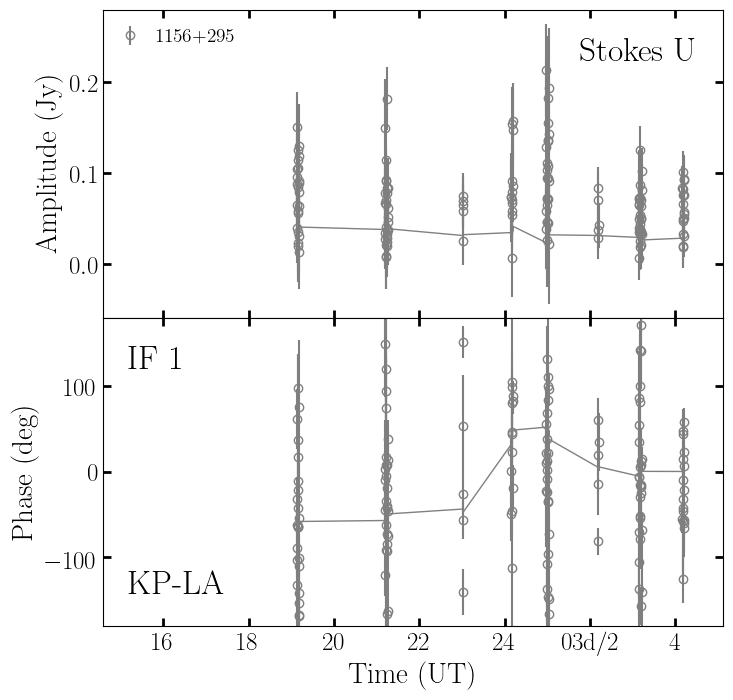 1156+295
Stokes U
0.2
0.1
0.0
Amplitude (Jy)
IF 1
100
0
−100
Phase (deg)
KP-LA
16 18 20 22 24 03d/2 4
Time (UT)